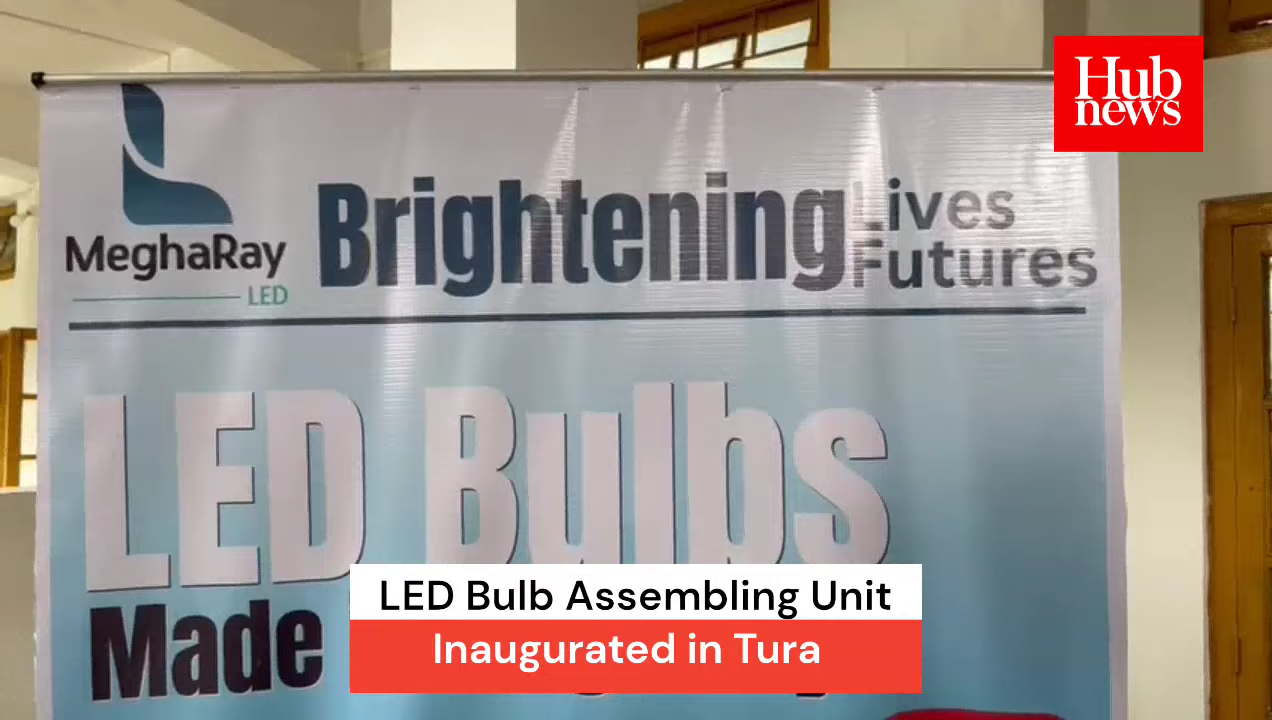 Hub
news
MeghaRay
LED
Brightening Lives
Futures
LED Bulbs
Made
LED Bulb Assembling Unit
Inaugurated in Tura